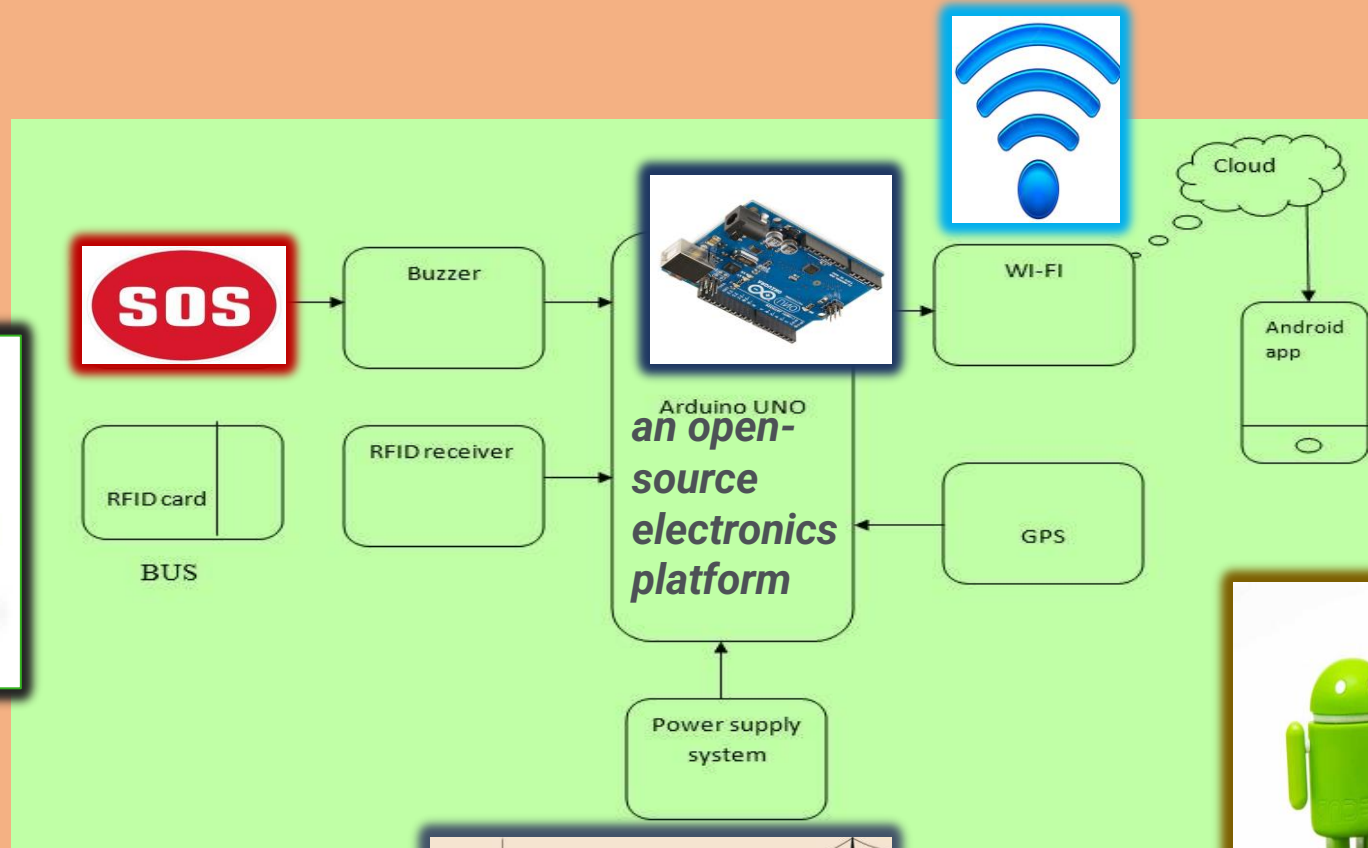 Cloud
SOS
Buzzer
WI-FI
Android
app
Arduino UNO
an open-
source
electronics
platform
RFID receiver
RFID card
GPS
BUS
Power supply
system